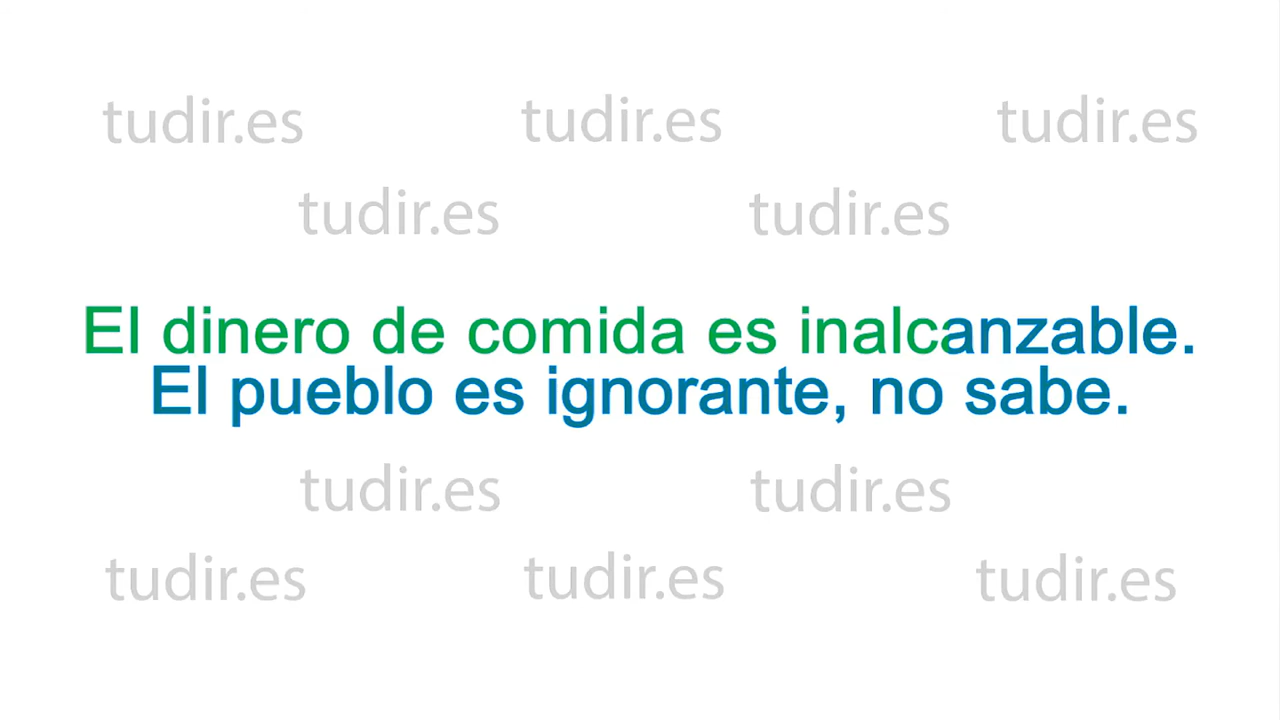 tudir.es tudir.es tudir.es
tudir.es tudir.es
El dinero de comida es inalcanzable.
El pueblo es ignorante, no sabe.
tudir.es tudir.es
tudir.es tudir.es tudir.es